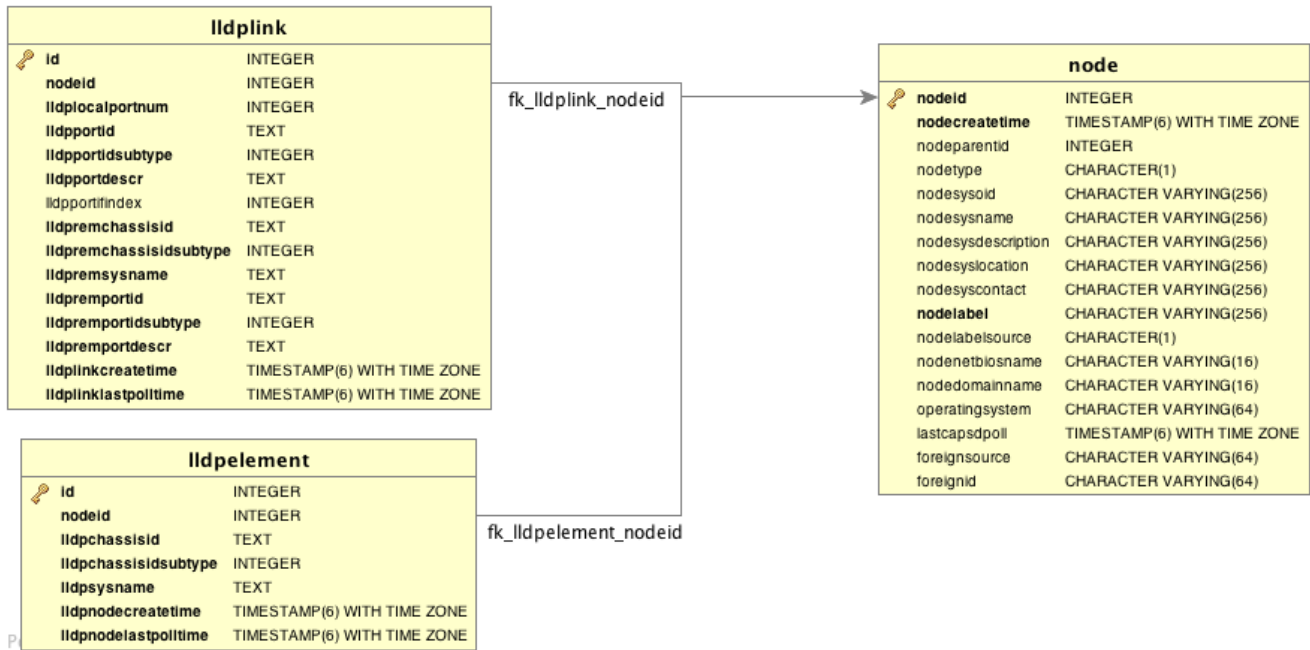 lldplink
id INTEGER
nodeid INTEGER
lldplocalportnum INTEGER
lldpportid TEXT
lldpportidsubtype INTEGER
lldpportdescr TEXT
lldpportifindex INTEGER
lldpremchassisid TEXT
lldpremchassisidsubtype INTEGER
lldpremsysname TEXT
lldpremportid TEXT
lldpremportidsubtype INTEGER
lldpremportdescr TEXT
lldplinkcreatetime TIMESTAMP(6) WITH TIME ZONE
lldplinklastpolltime TIMESTAMP(6) WITH TIME ZONE
fk_lldplink_nodeid
node
nodeid INTEGER
nodecreatetime TIMESTAMP(6) WITH TIME ZONE
nodeparentid INTEGER
nodetype CHARACTER(1)
nodesysoid CHARACTER VARYING(256)
nodesysname CHARACTER VARYING(256)
nodesysdescription CHARACTER VARYING(256)
nodesyslocation CHARACTER VARYING(256)
nodesyscontact CHARACTER VARYING(256)
nodelabel CHARACTER VARYING(256)
nodelabelsource CHARACTER(1)
nodenetbiosname CHARACTER VARYING(16)
nodedomainname CHARACTER VARYING(16)
operatingsystem CHARACTER VARYING(64)
lastcapsdpoll TIMESTAMP(6) WITH TIME ZONE
foreignsource CHARACTER VARYING(64)
foreignid CHARACTER VARYING(64)
lldpelement
id INTEGER
nodeid INTEGER
lldpchassisid TEXT
lldpchassisidsubtype INTEGER
lldpsysname TEXT
lldpnodecreatetime TIMESTAMP(6) WITH TIME ZONE
lldpnodelastpolltime TIMESTAMP(6) WITH TIME ZONE
fk_lldpelement_nodeid